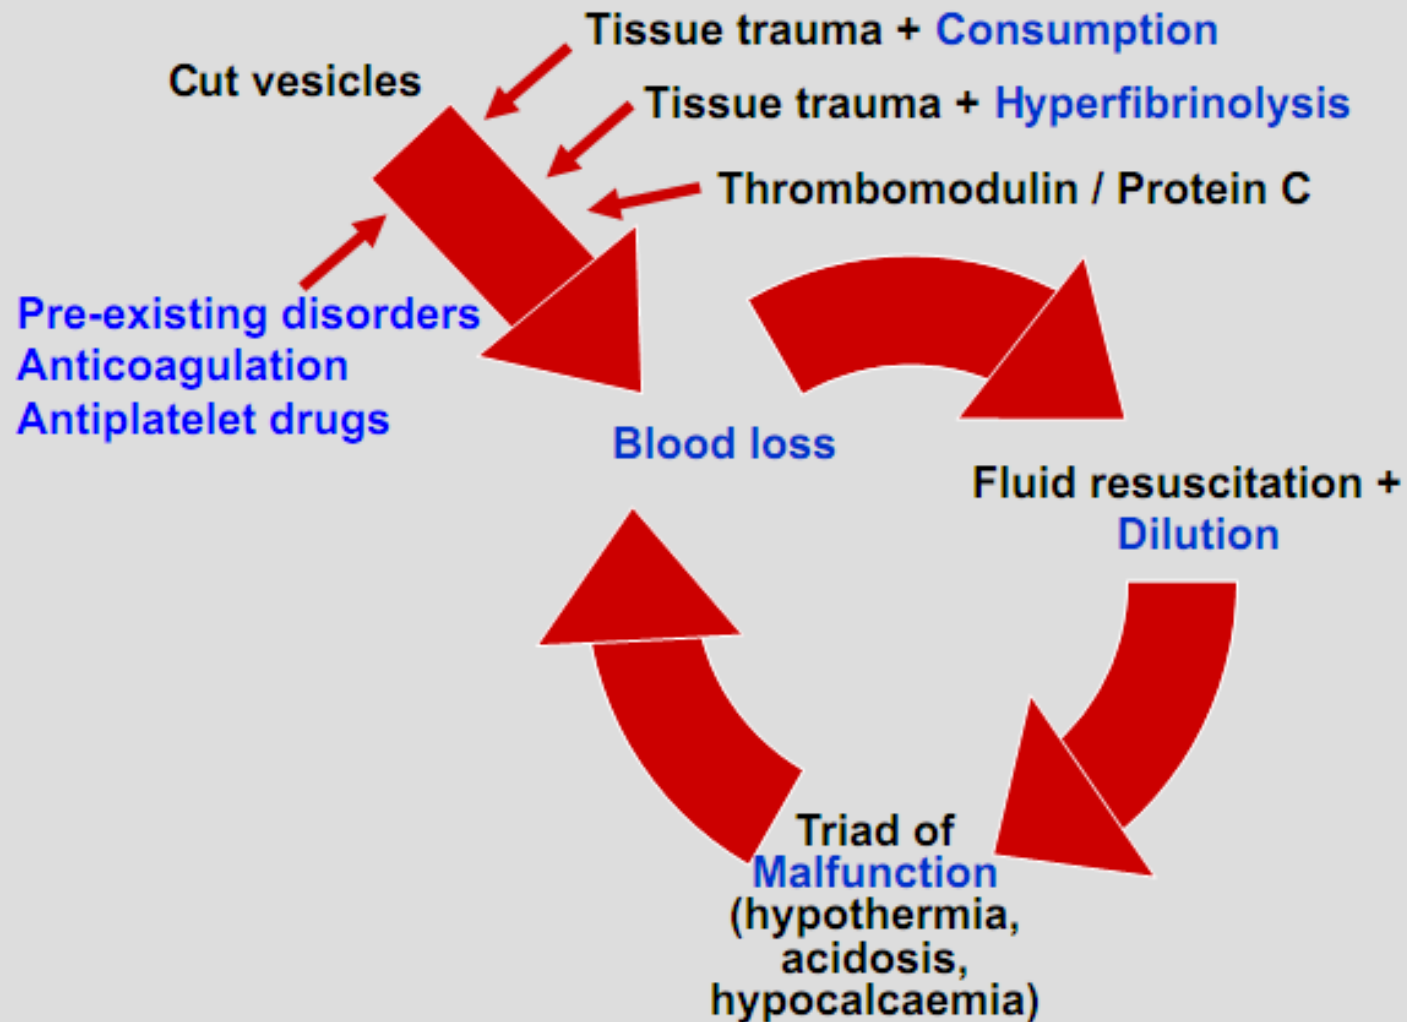 Tissue trauma + Consumption
Cut vesicles
Tissue trauma + Hyperfibrinolysis
Thrombomodulin / Protein C
Pre-existing disorders
Anticoagulation
Antiplatelet drugs
Blood loss
Fluid resuscitation +
Dilution
Triad of
Malfunction
(hypothermia,
acidosis,
hypocalcaemia)